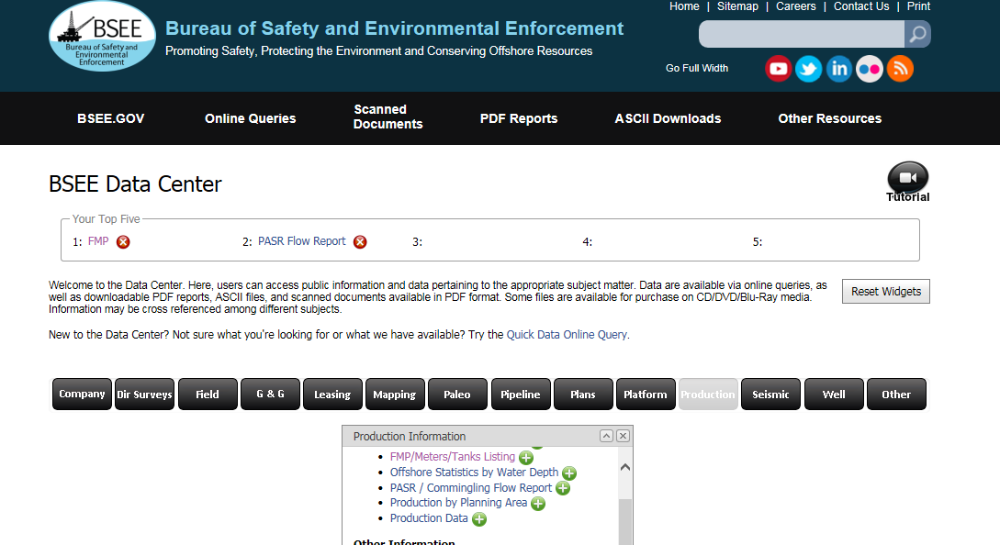 Home | Sitemap | Careers | Contact Us | Print
BSEE
Bureau of Safety and
Environmental
Enforcement
Bureau of Safety and Environmental Enforcement
Promoting Safety, Protecting the Environment and Conserving Offshore Resources
Go Full Width
in
BSEE.GOV Online Queries Scanned Documents PDF Reports ASCII Downloads Other Resources
BSEE Data Center
Tutorial
Your Top Five
1: FMP 2: PASR Flow Report 3: 4: 5:
Welcome to the Data Center. Here, users can access public information and data pertaining to the appropriate subject matter. Data are available via online queries, as
well as downloadable PDF reports, ASCII files, and scanned documents available in PDF format. Some files are available for purchase on CD/DVD/Blu-Ray media.
Information may be cross referenced among different subjects.
Reset Widgets
New to the Data Center? Not sure what you're looking for or what we have available? Try the Quick Data Online Query.
Company Dir Surveys Field G & G Leasing Mapping Paleo Pipeline Plans Platform Production Seismic Well Other
Production Information
FMP/Meters/Tanks Listing
Offshore Statistics by Water Depth
PASR / Commingling Flow Report
Production by Planning Area
Production Data
Other Information